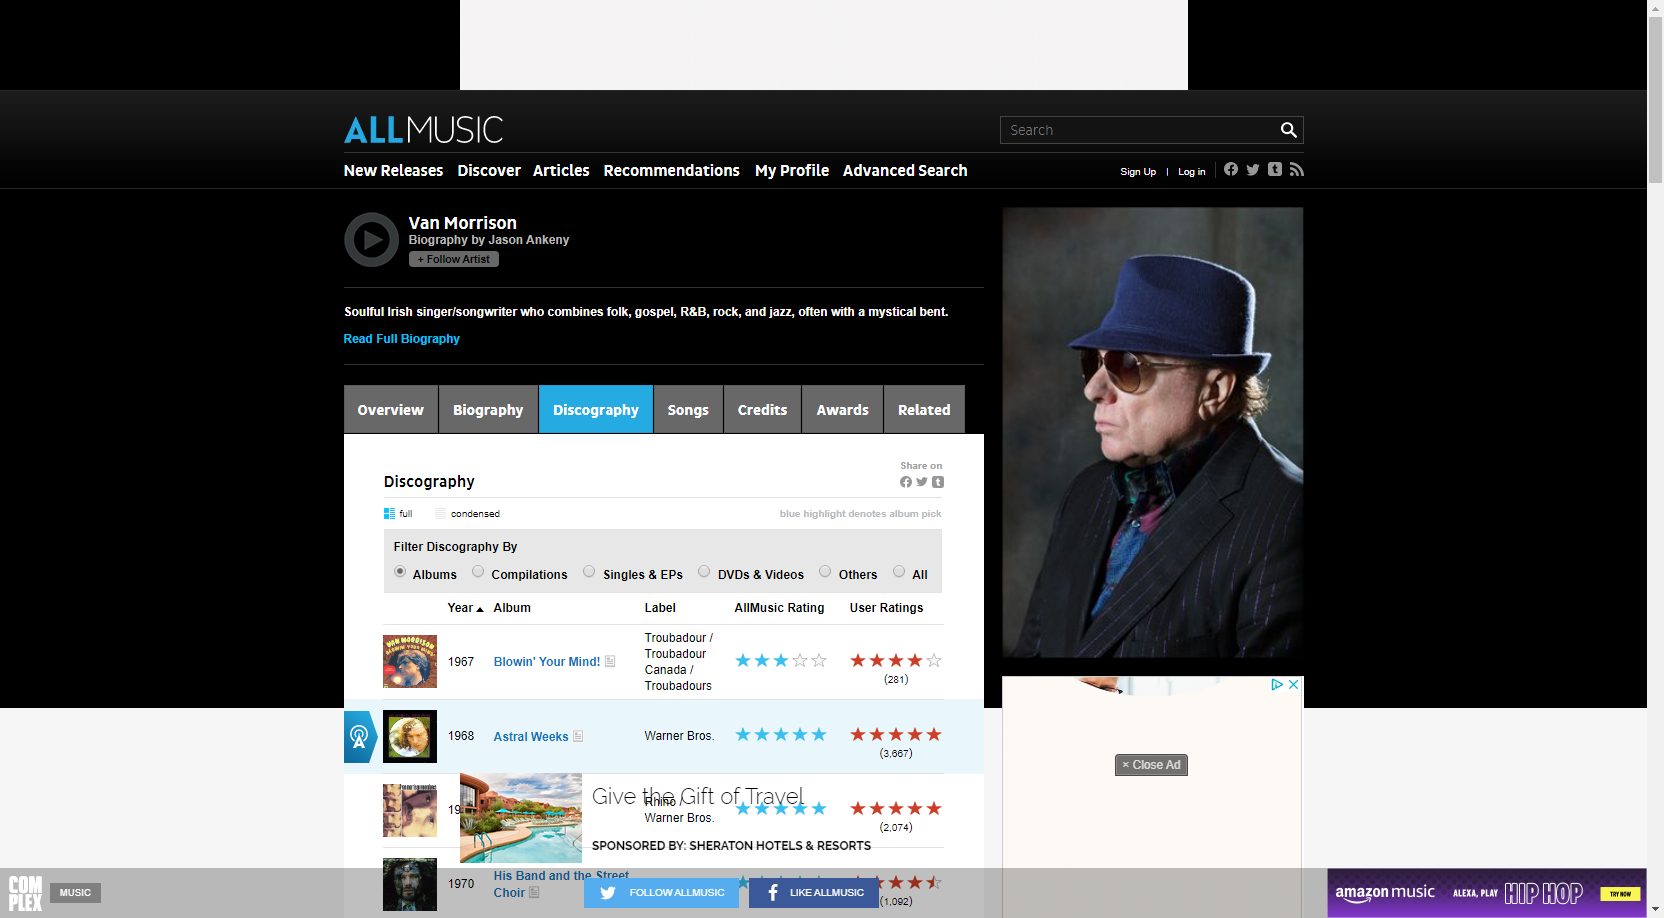 ALLMUSIC
Search
New Releases Discover Articles Recommendations My Profile Advanced Search
Sign Up | Log in
Van Morrison
Biography by Jason Ankeny
+ Follow Artist
Soulful Irish singer/songwriter who combines folk, gospel, R&B, rock, and jazz, often with a mystical bent.
Read Full Biography
Overview Biography Discography Songs Credits Awards Related
Share on
Discography
full condensed blue highlight denotes album pick
Filter Discography By
Albums Compilations Singles & EPs DVDs & Videos Others All
Year Album Label AllMusic Rating User Ratings
VAN MORRISON
BLOWIN' YOUR MIND!
1967 Blowin' Your Mind!
Troubadour /
Troubadour
Canada /
Troubadours
(281)
1968 Astral Weeks Warner Bros.
(3,667)
Give the Gift of Travel
19
Rhino /
Warner Bros.
(2,074)
SPONSORED BY: SHERATON HOTELS & RESORTS
1970 His Band and the Street
Choir
(1,092)
× Close Ad
COMPLEX
MUSIC
FOLLOW ALLMUSIC
LIKE ALLMUSIC
amazon music ALEXA, PLAY HIP HOP TRY NOW